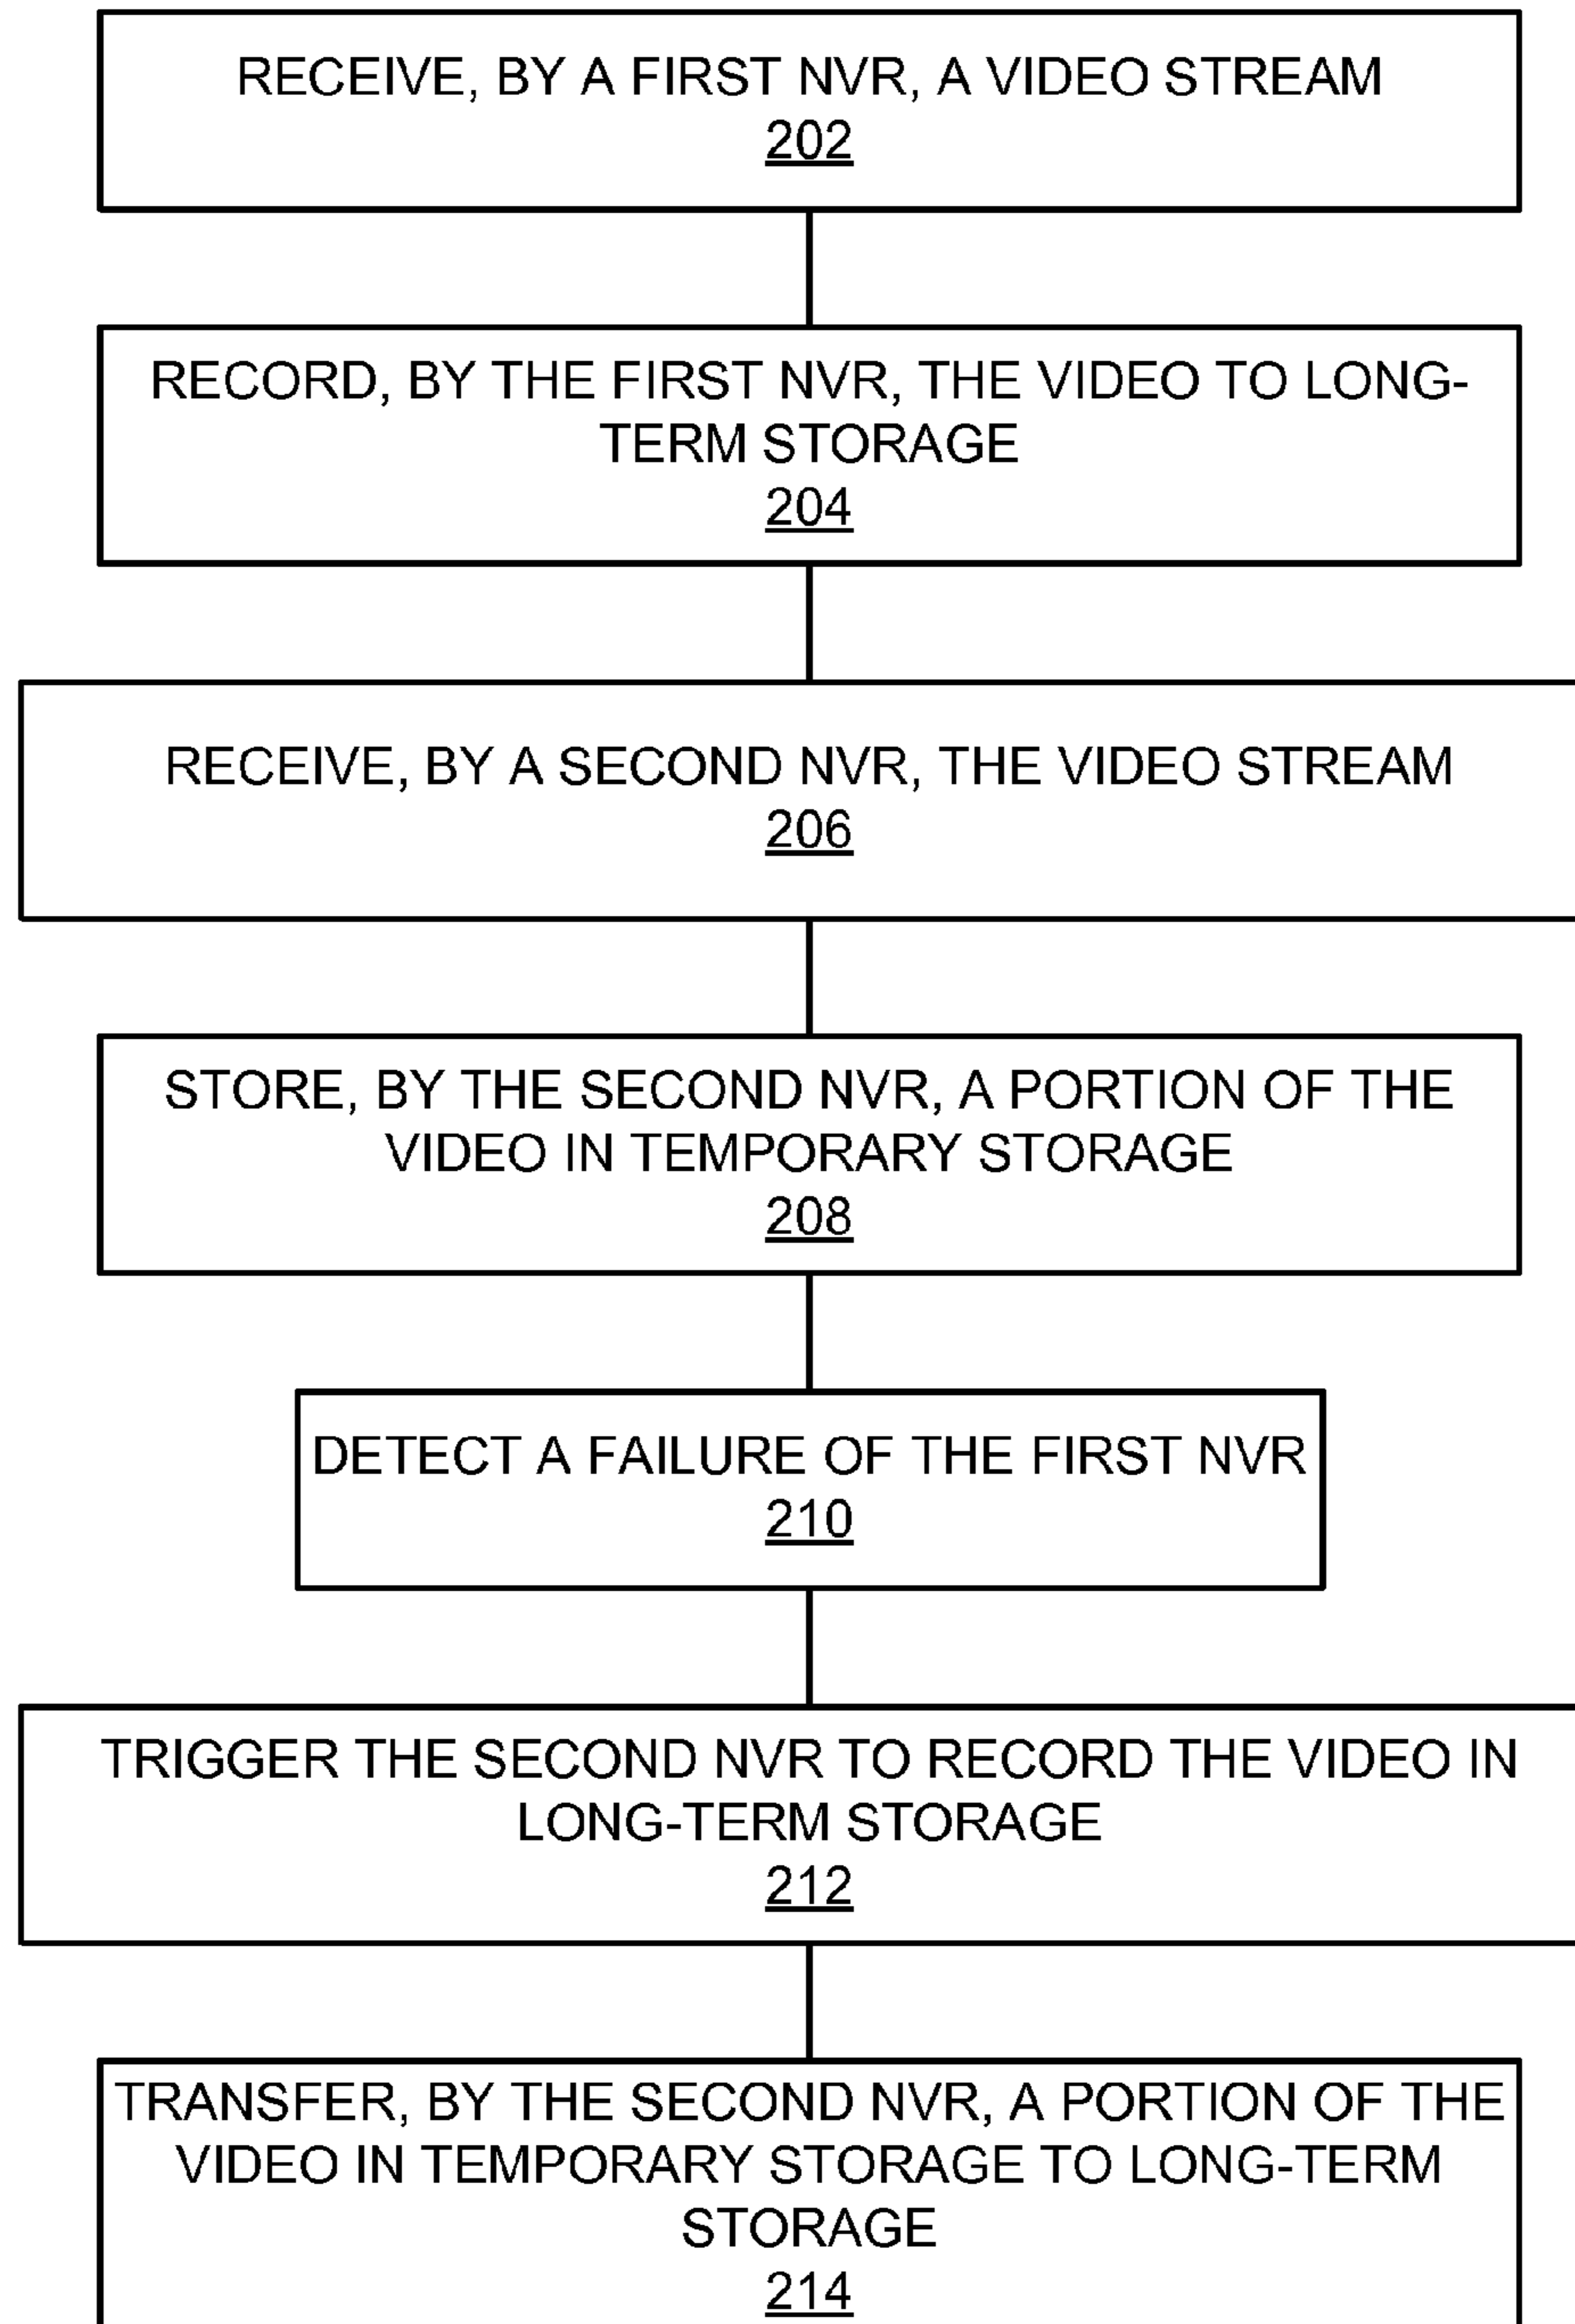 RECEIVE, BY A FIRST NVR, A VIDEO STREAM
202
RECORD, BY THE FIRST NVR, THE VIDEO TO LONG-
TERM STORAGE
204
RECEIVE, BY A SECOND NVR, THE VIDEO STREAM
206
STORE, BY THE SECOND NVR, A PORTION OF THE
VIDEO IN TEMPORARY STORAGE
208
DETECT A FAILURE OF THE FIRST NVR
210
TRIGGER THE SECOND NVR TO RECORD THE VIDEO IN
LONG-TERM STORAGE
212
TRANSFER, BY THE SECOND NVR, A PORTION OF THE
VIDEO IN TEMPORARY STORAGE TO LONG-TERM
STORAGE
214